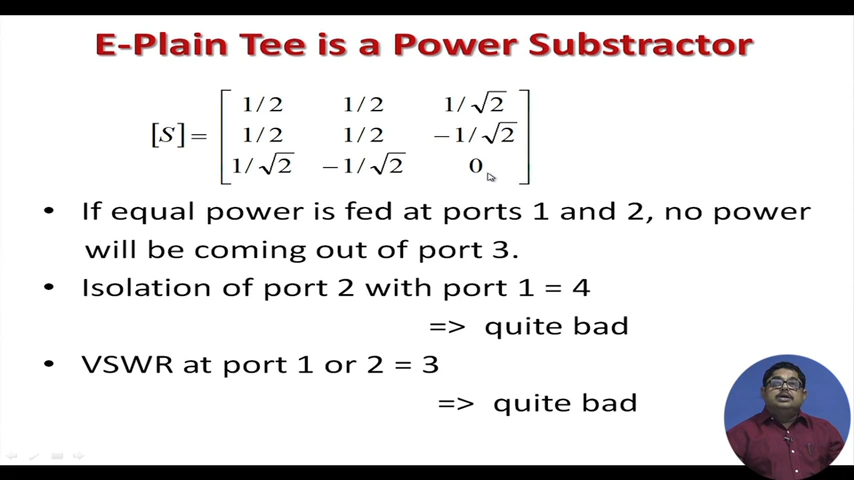 E-Plain Tee is a Power Substractor
[S]= [ 1/2 1/2 1/√2
1/2 1/2 −1/√2
1/√2 −1/√2 0 ]
• If equal power is fed at ports 1 and 2, no power
will be coming out of port 3.
• Isolation of port 2 with port 1 = 4
=> quite bad
• VSWR at port 1 or 2 = 3
=> quite bad